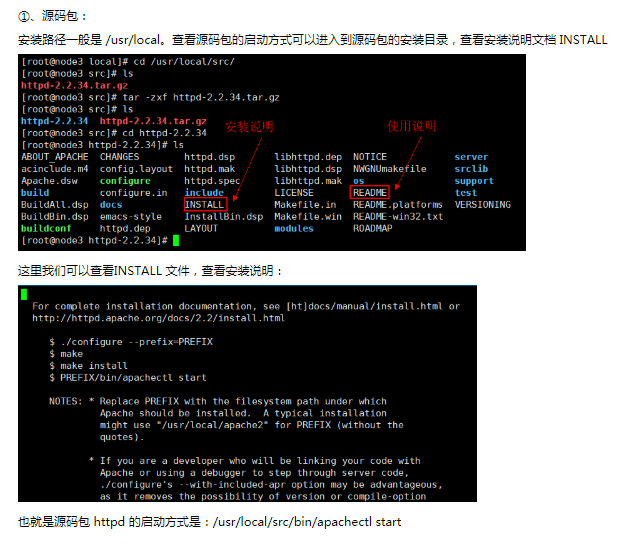 ①、源码包：
安装路径一般是 /usr/local。查看源码包的启动方式可以进入到源码包的安装目录，查看安装说明文档 INSTALL
[root@node3 local]# cd /usr/local/src/
[root@node3 src]# ls
httpd-2.2.34.tar.gz
[root@node3 src]# tar -zxf httpd-2.2.34.tar.gz
[root@node3 src]# ls
httpd-2.2.34  httpd-2.2.34.tar.gz
[root@node3 src]# cd httpd-2.2.34
安装说明 使用说明
[root@node3 httpd-2.2.34]# ls
ABOUT_APACHE  CHANGES        httpd.dsp       libhttpd.dep  NOTICE            server
acinclude.m4  config.layout  httpd.mak       libhttpd.dsp  NWGNUmakefile     srclib
Apache.dsw    configure      httpd.spec      libhttpd.mak  os                support
build         configure.in   include         LICENSE       README            test
BuildAll.dsp  docs           INSTALL         Makefile.in   README.platforms  VERSIONING
BuildBin.dsp  emacs-style    InstallBin.dsp  Makefile.win  README-win32.txt
buildconf     httpd.dep      LAYOUT          modules       ROADMAP
[root@node3 httpd-2.2.34]#
这里我们可以查看INSTALL 文件，查看安装说明：
For complete installation documentation, see [ht]docs/manual/install.html or
http://httpd.apache.org/docs/2.2/install.html
$ ./configure --prefix=PREFIX
$ make
$ make install
$ PREFIX/bin/apachectl start
NOTES: * Replace PREFIX with the filesystem path under which
Apache should be installed.  A typical installation
might use "/usr/local/apache2" for PREFIX (without the
quotes).
* If you are a developer who will be linking your code with
Apache or using a debugger to step through server code,
./configure's --with-included-apr option may be advantageous,
as it removes the possibility of version or compile-option
也就是源码包 httpd 的启动方式是：/usr/local/src/bin/apachectl start